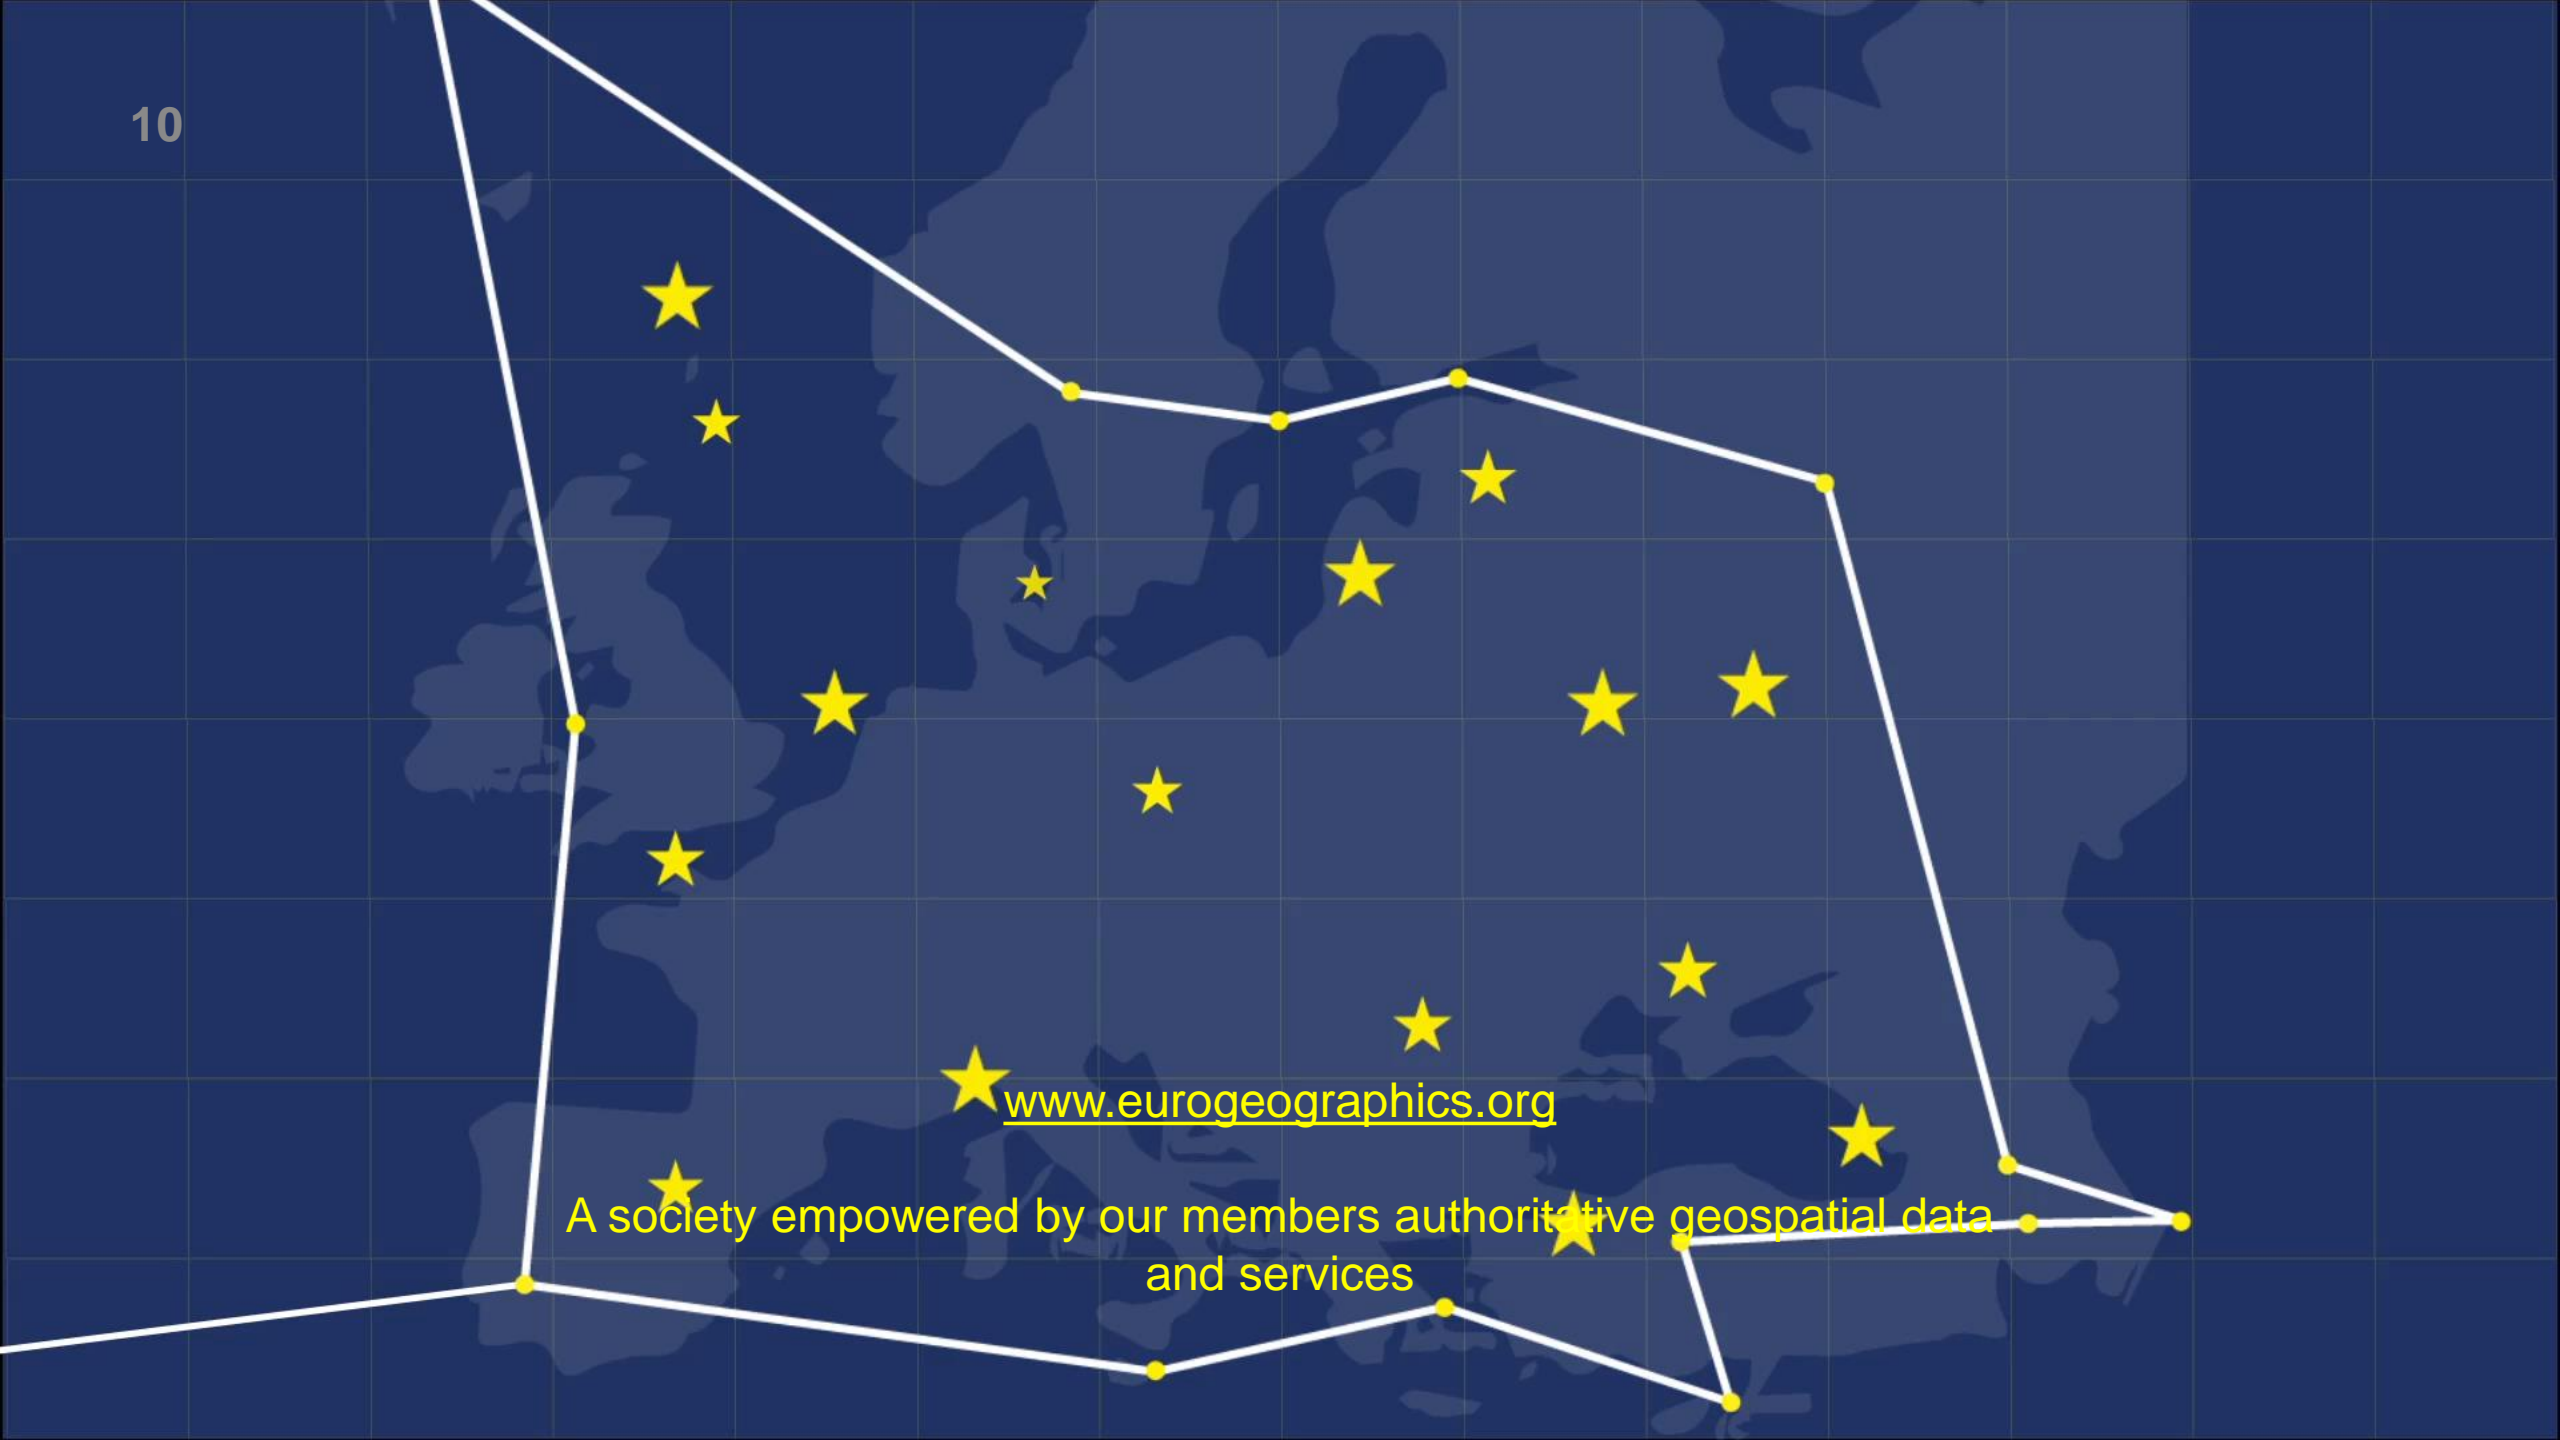 10
www.eurogeographics.org
A society empowered by our members authoritative geospatial data
and services